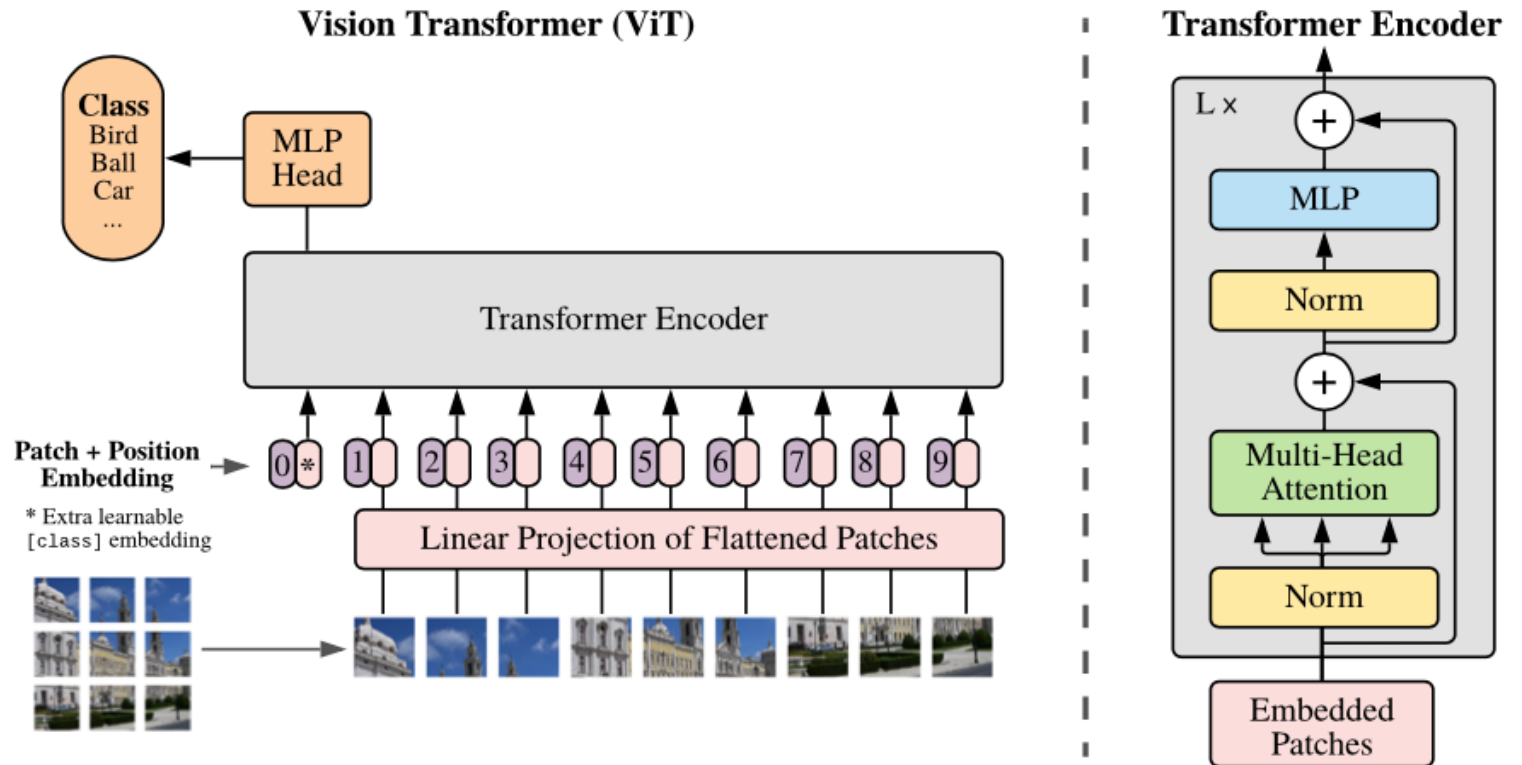 Vision Transformer (ViT)
Class
Bird
Ball
Car
...
MLP
Head
Transformer Encoder
Patch + Position
Embedding
0 * 1 2 3 4 5 6 7 8 9
* Extra learnable
[class] embedding
Linear Projection of Flattened Patches
Transformer Encoder
L x
+
MLP
Norm
+
Multi-Head
Attention
Norm
Embedded
Patches